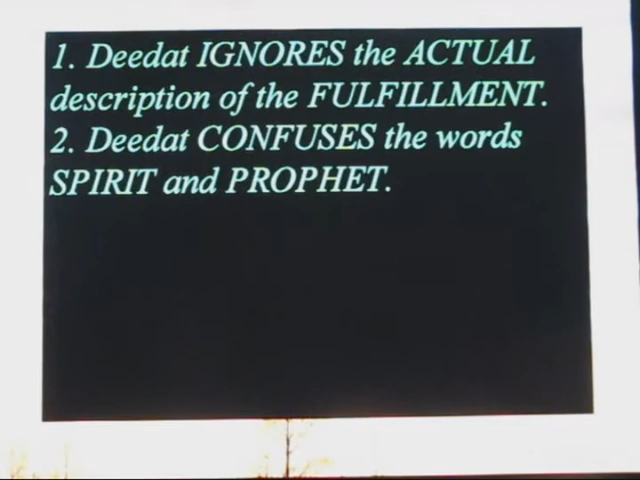 1. Deedat IGNORES the ACTUAL
description of the FULFILLMENT.
2. Deedat CONFUSES the words
SPIRIT and PROPHET.